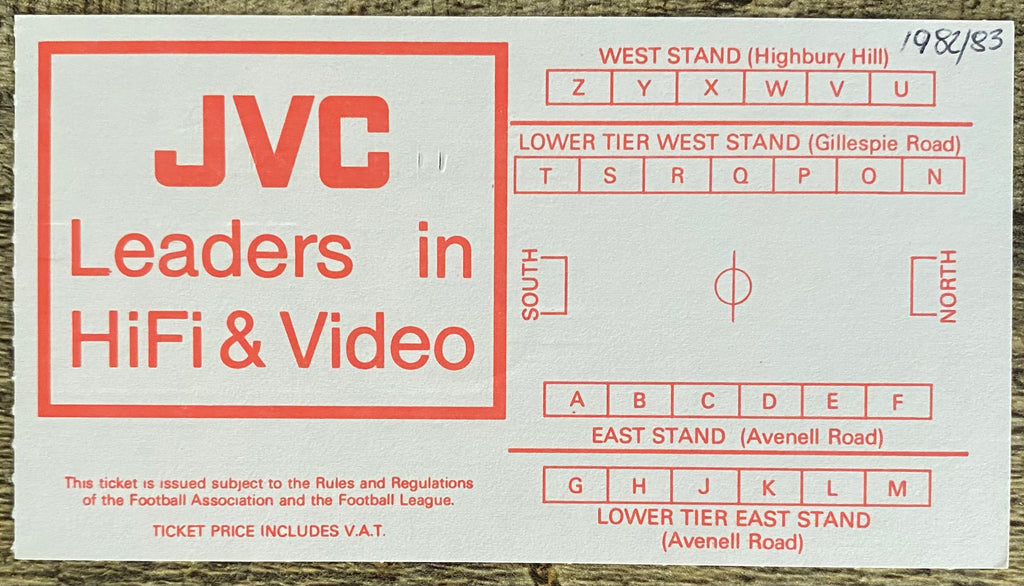 JVC
Leaders in
HiFi & Video
This ticket is issued subject to the Rules and Regulations
of the Football Association and the Football League.
TICKET PRICE INCLUDES V.A.T.
1982/83
WEST STAND (Highbury Hill)
Z Y X W V U
LOWER TIER WEST STAND (Gillespie Road)
T S R Q P O N
SOUTH
NORTH
A B C D E F
EAST STAND (Avenell Road)
G H J K L M
LOWER TIER EAST STAND
(Avenell Road)